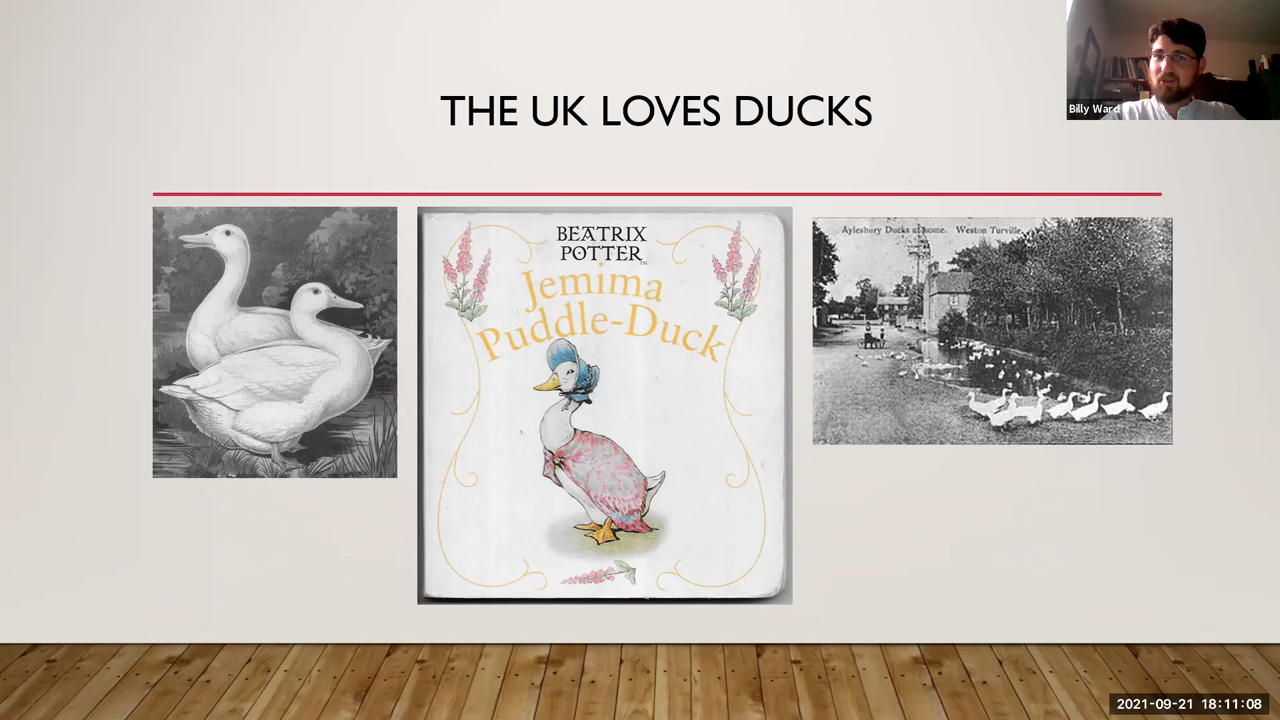 THE UK LOVES DUCKS
Billy Ward
BEATRIX
POTTER™
Jemima
Puddle-Duck
Aylesbury Ducks at home. Weston Turville.
2021-09-21 18:11:08